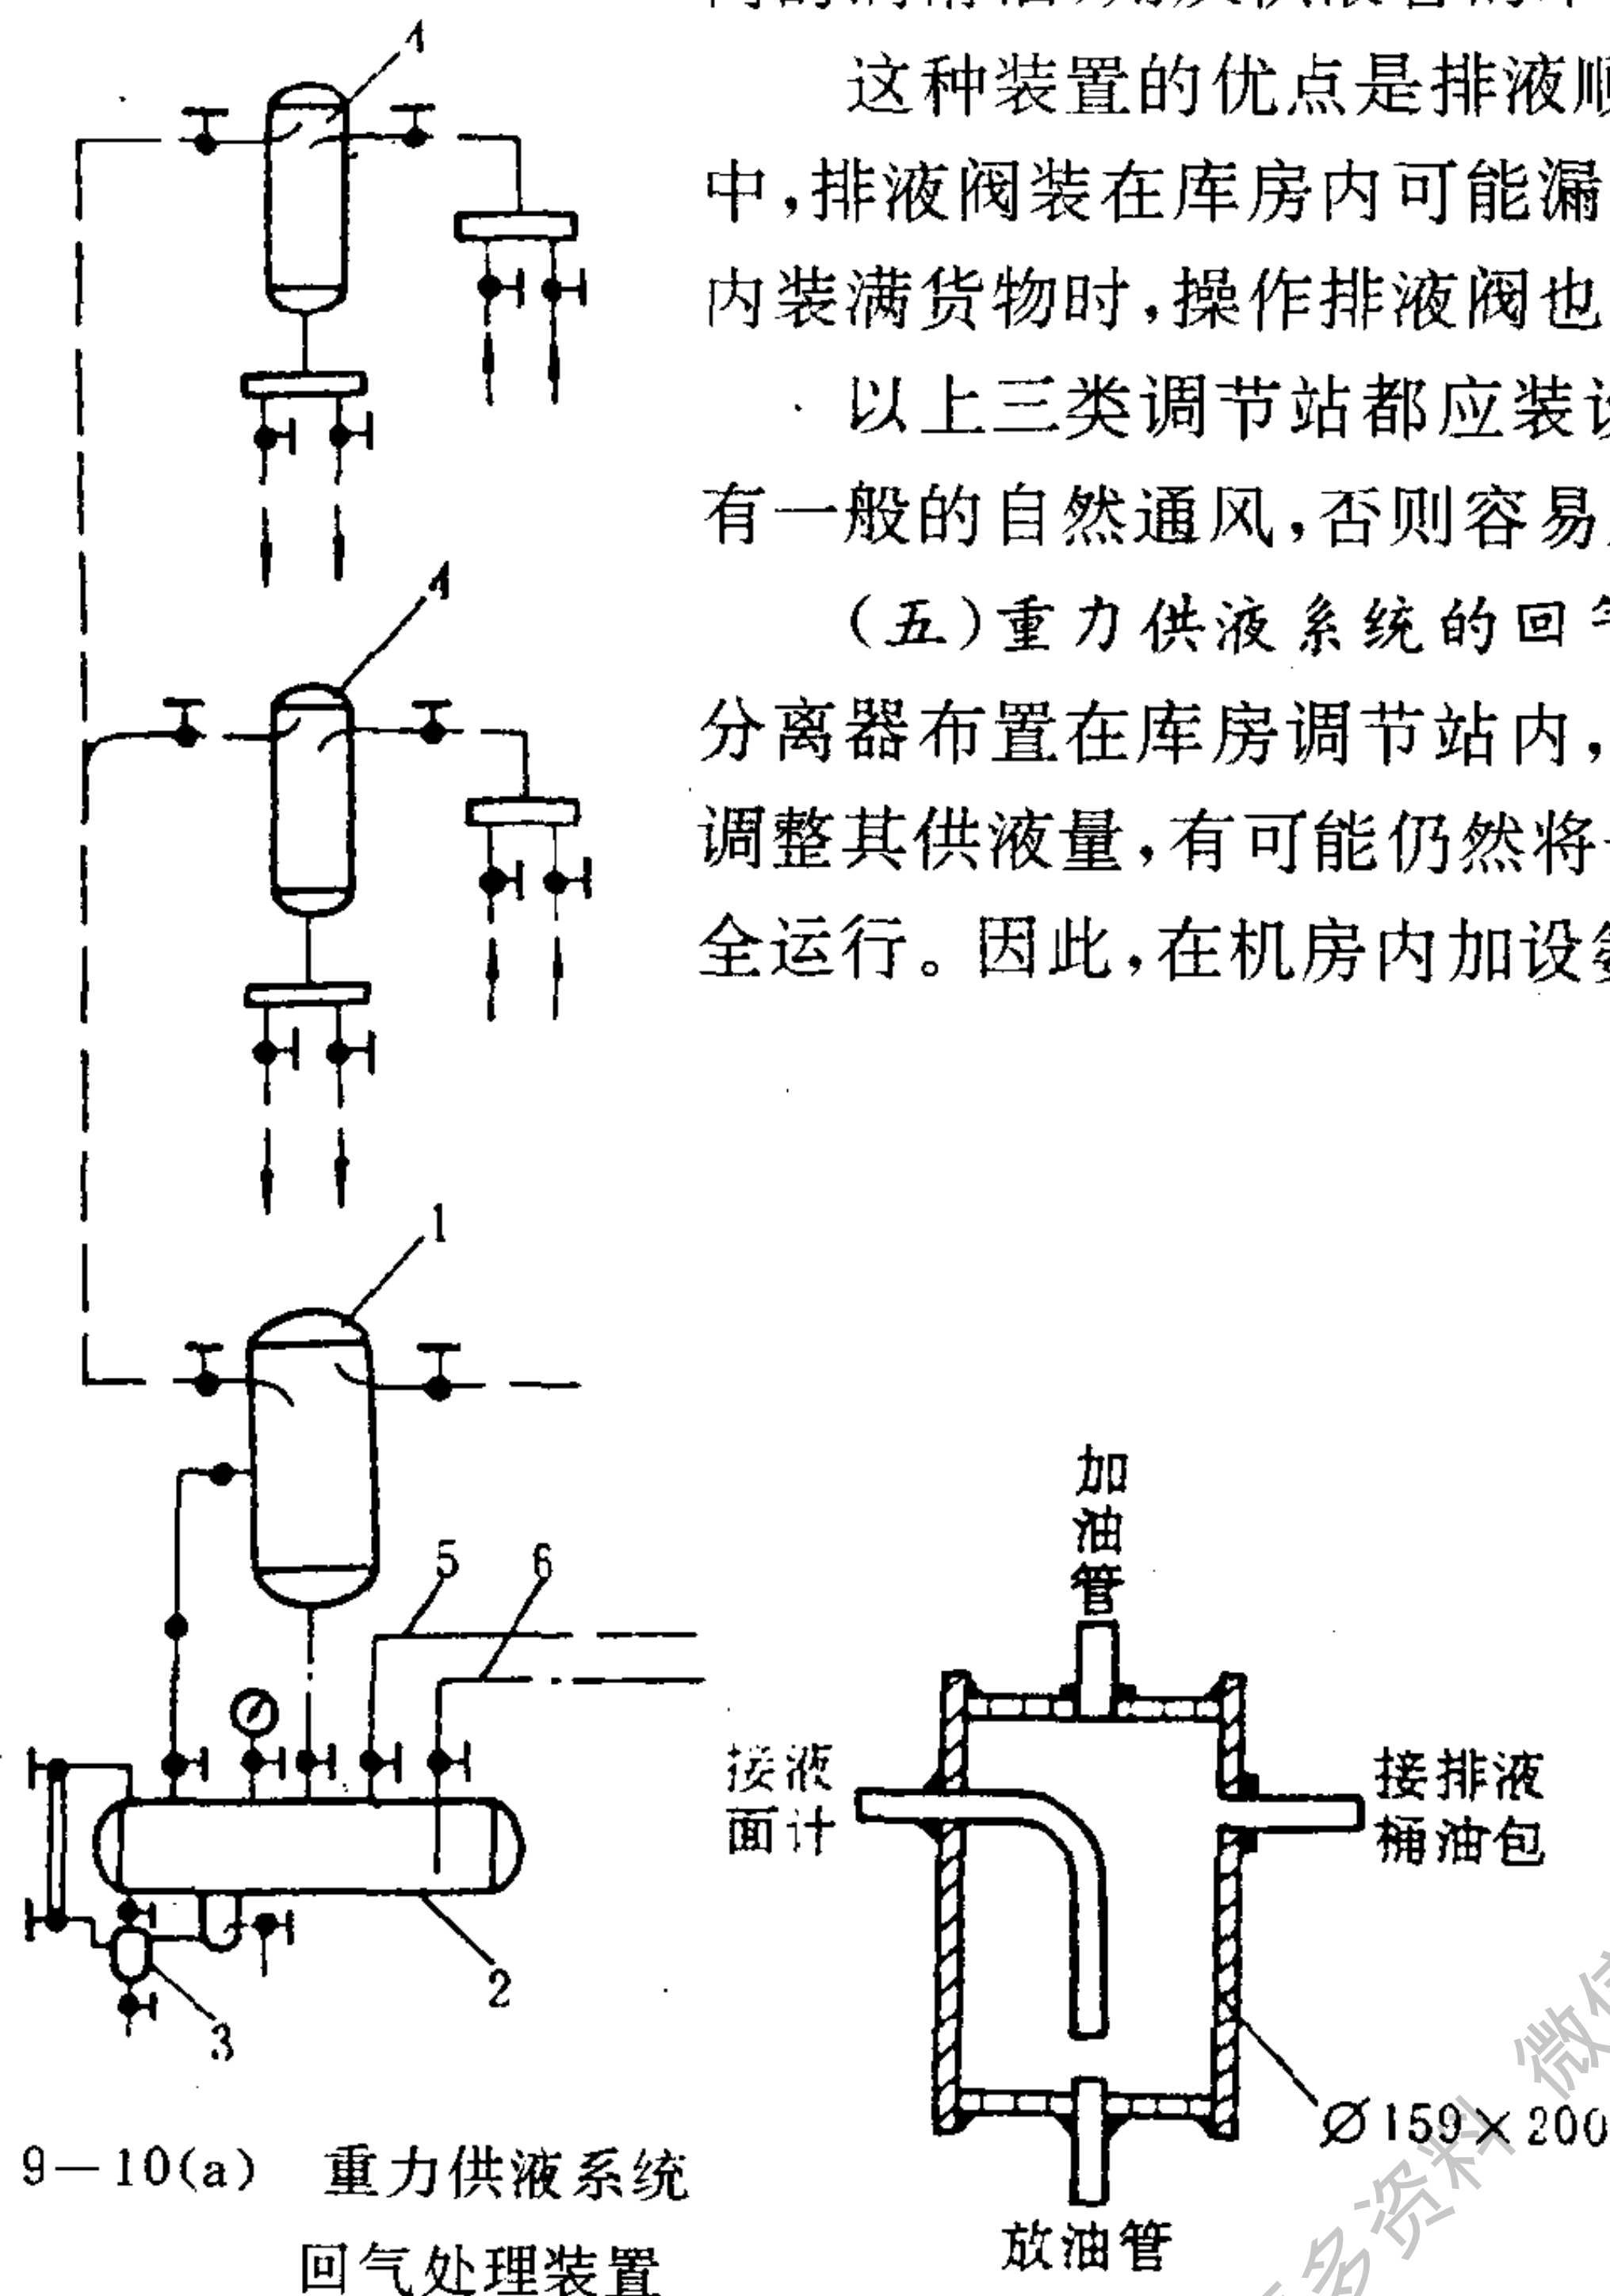 这种装置的优点是排液顺
中,排液阀装在库房内可能漏
内装满货物时,操作排液阀也
以上三类调节站都应装设
有一般的自然通风,否则容易
(五)重力供液系统的回气
分离器布置在库房调节站内,
调整其供液量,有可能仍然将
全运行。因此,在机房内加设氨
4
4
1
5
6
2
3
9—10(a) 重力供液系统
回气处理装置
加油管
接液
面计
接排液
桶油包
Ø159×200
放油管
多资料 微信